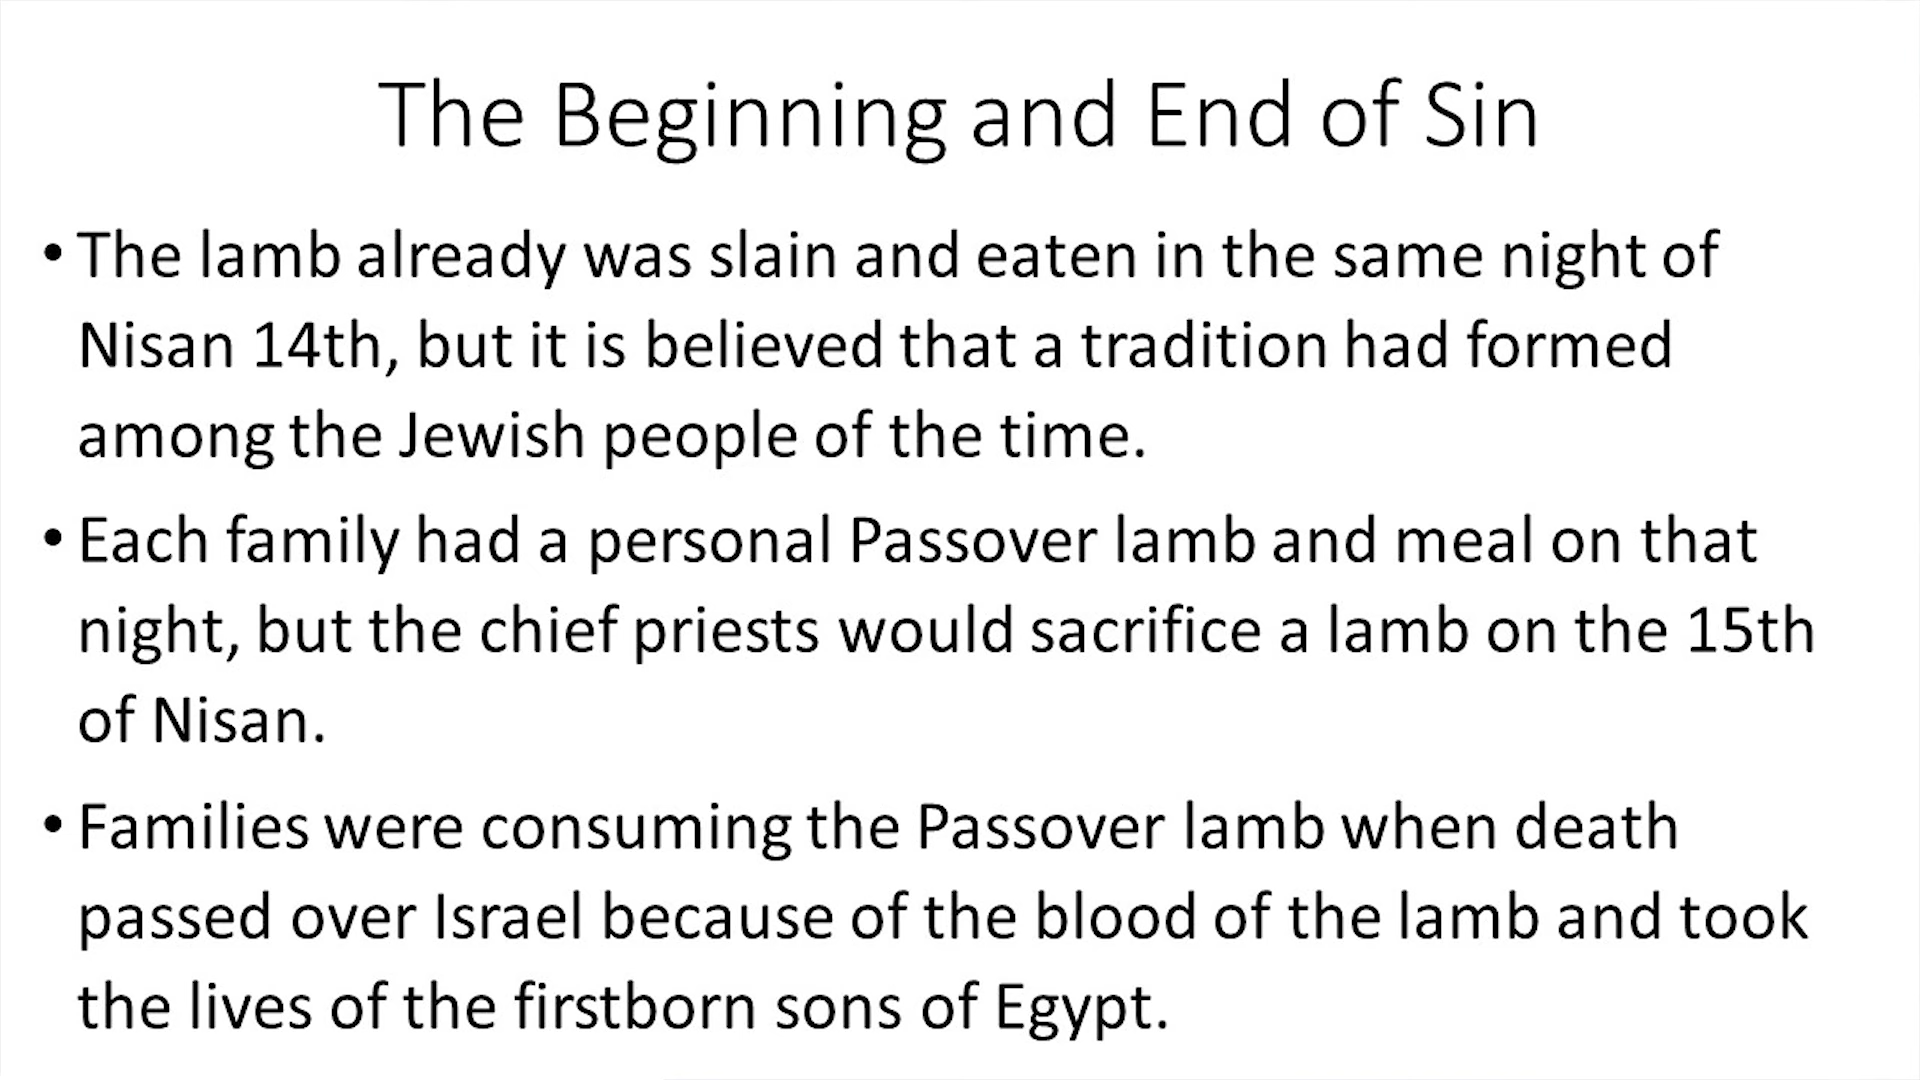 The Beginning and End of Sin
• The lamb already was slain and eaten in the same night of
Nisan 14th, but it is believed that a tradition had formed
among the Jewish people of the time.
• Each family had a personal Passover lamb and meal on that
night, but the chief priests would sacrifice a lamb on the 15th
of Nisan.
• Families were consuming the Passover lamb when death
passed over Israel because of the blood of the lamb and took
the lives of the firstborn sons of Egypt.